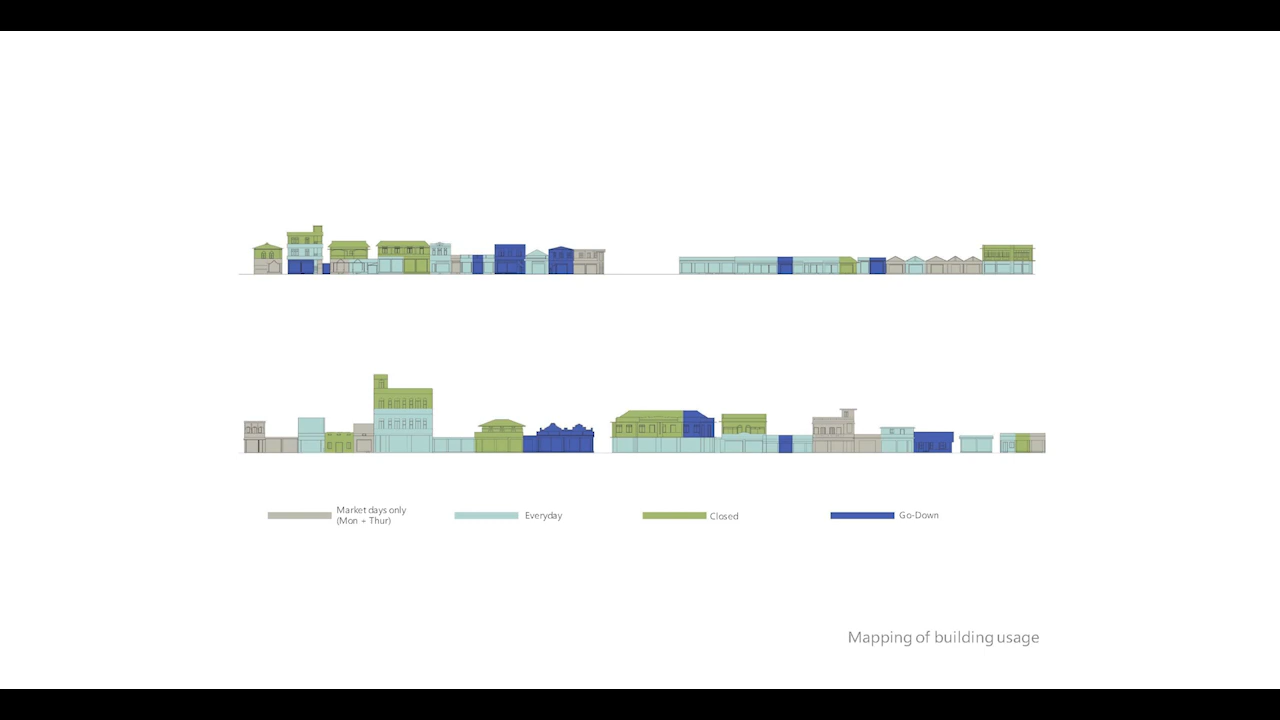 Market days only
(Mon + Thur)
Everyday
Closed
Go-Down
Mapping of building usage